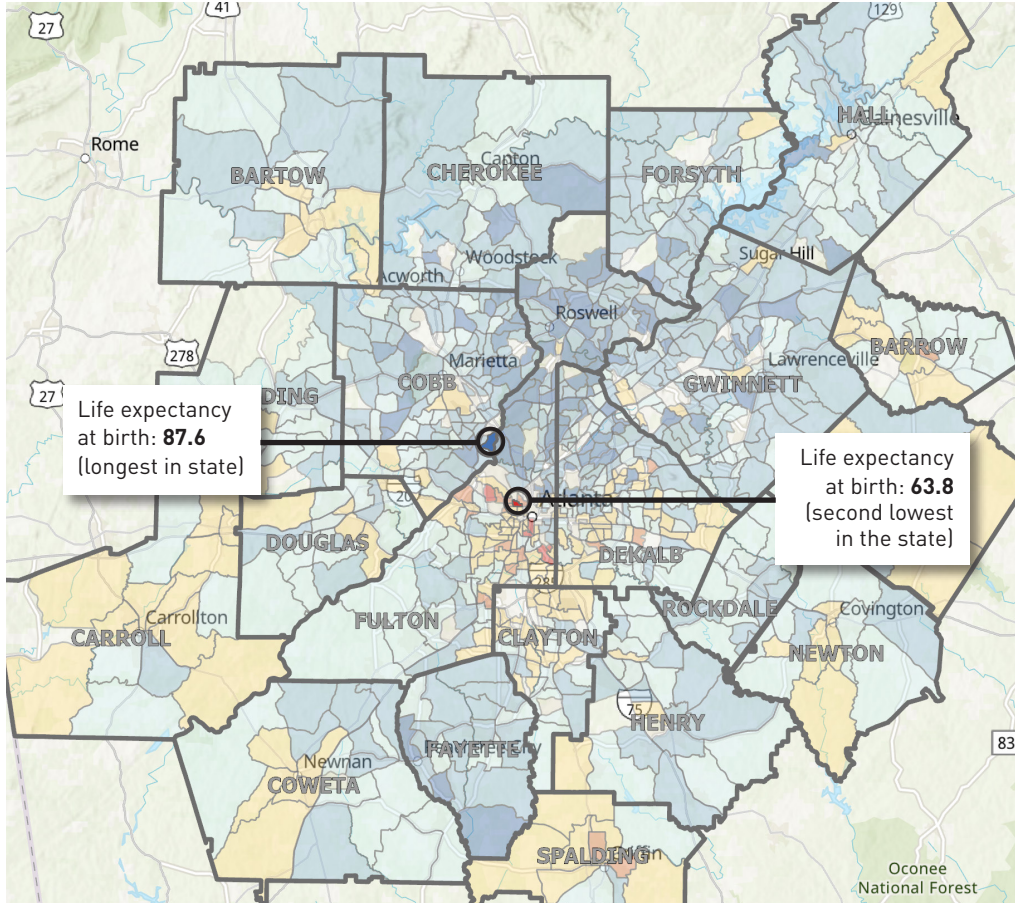 41
27
129
Rome
HALL
Gainesville
Canton
BARTOW
CHEROKEE
FORSYTH
Woodstock
Sugar Hill
Acworth
Roswell
278
Marietta
Lawrenceville
BARROW
27
COBB
GWINNETT
DING
Life expectancy
at birth: 87.6
(longest in state)
Life expectancy
at birth: 63.8
(second lowest
in the state)
20
Atlanta
DOUGLAS
DEKALB
285
Carrollton
CARROLL
FULTON
CLAYTON
ROCKDALE
Covington
NEWTON
75
HENRY
83
Newnan
COWETA
FAYETTE
SPALDING
Oconee
National Forest